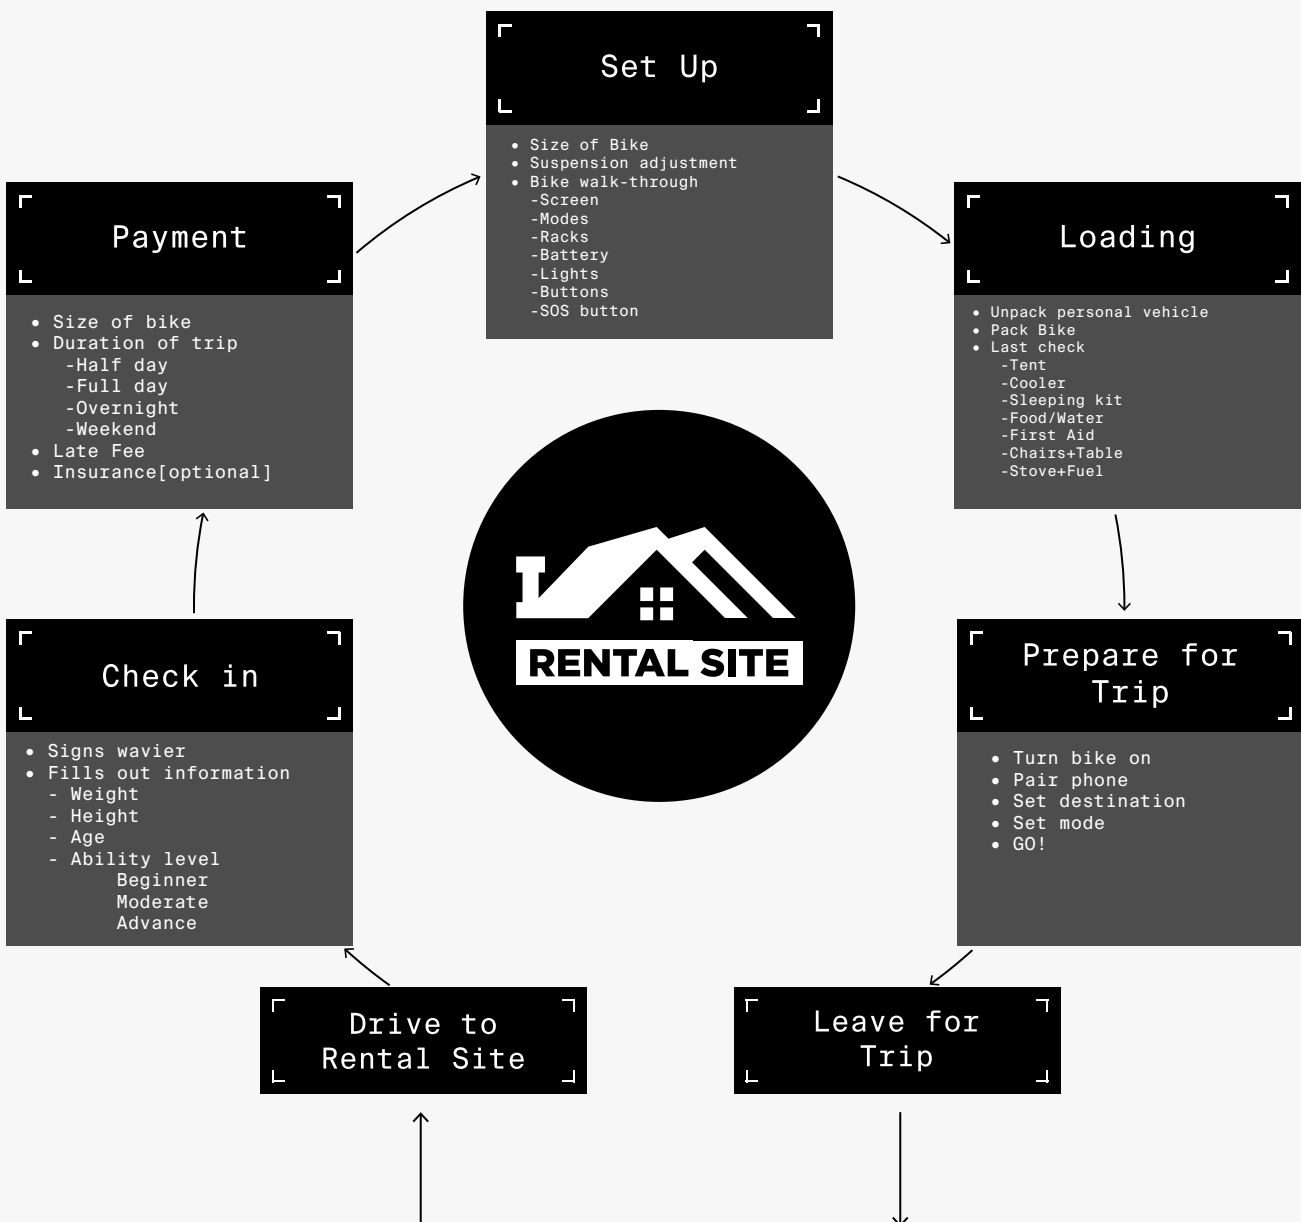 Set Up
• Size of Bike
• Suspension adjustment
• Bike walk-through
-Screen
-Modes
-Racks
-Battery
-Lights
-Buttons
-SOS button
Payment
• Size of bike
• Duration of trip
-Half day
-Full day
-Overnight
-Weekend
• Late Fee
• Insurance[optional]
Loading
• Unpack personal vehicle
• Pack Bike
• Last check
-Tent
-Cooler
-Sleeping kit
-Food/Water
-First Aid
-Chairs+Table
-Stove+Fuel
RENTAL SITE
Check in
• Signs wavier
• Fills out information
- Weight
- Height
- Age
- Ability level
Beginner
Moderate
Advance
Prepare for
Trip
• Turn bike on
• Pair phone
• Set destination
• Set mode
• GO!
Drive to
Rental Site
Leave for
Trip